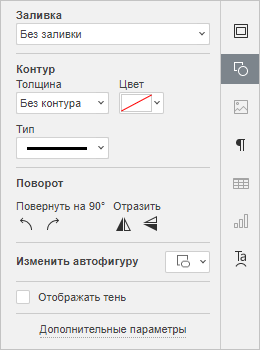 Заливка
Без заливки
Контур
Толщина Цвет
Без контура
Тип
Поворот
Повернуть на 90° Отразить
Изменить автофигуру
Отображать тень
Дополнительные параметры
Ta